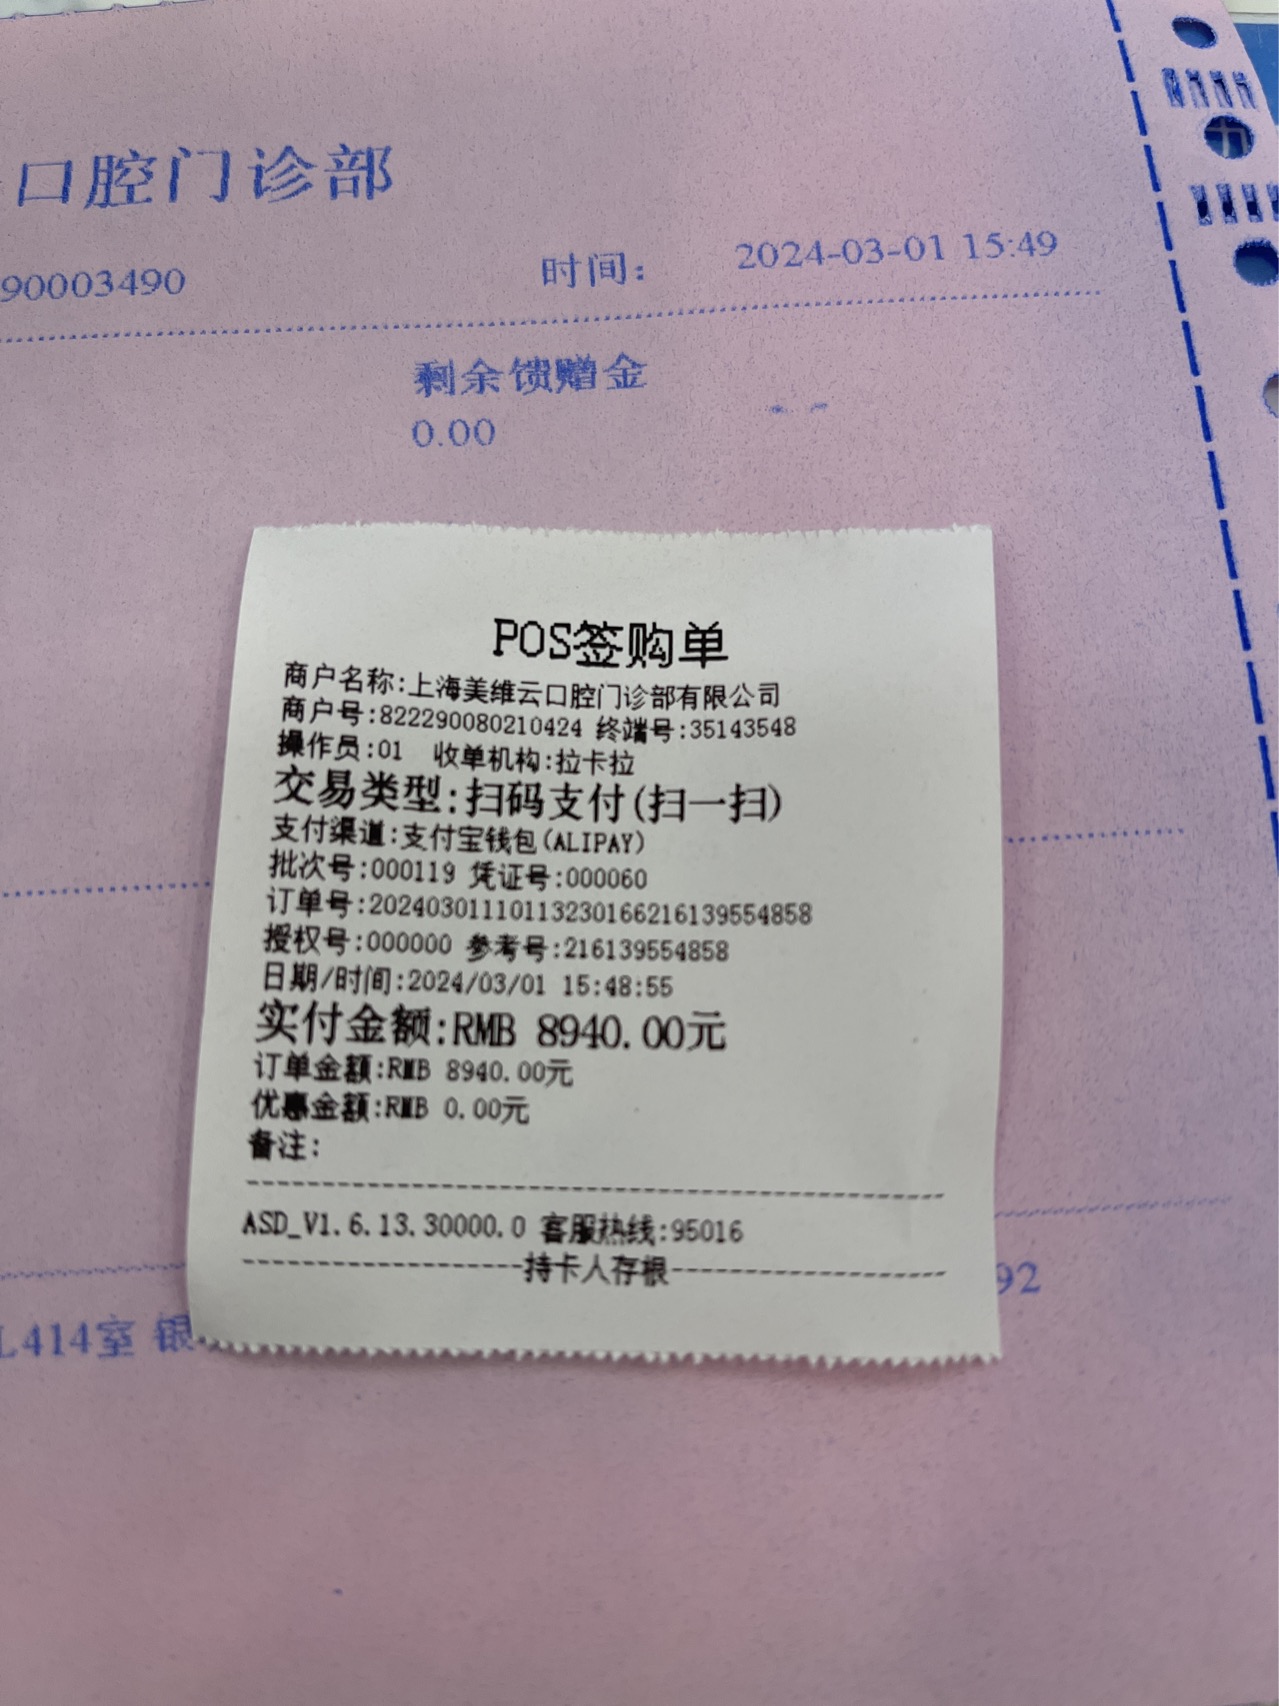 口腔门诊部
90003490 时间： 2024-03-01 15:49
剩余馈赠金
0.00
POS签购单
商户名称:上海美维云口腔门诊部有限公司
商户号:822290080210424 终端号:35143548
操作员:01 收单机构:拉卡拉
交易类型:扫码支付(扫一扫)
支付渠道:支付宝钱包(ALIPAY)
批次号:000119 凭证号:000060
订单号:20240301110113230166216139554858
授权号:000000 参考号:216139554858
日期/时间:2024/03/01 15:48:55
实付金额:RMB 8940.00元
订单金额:RMB 8940.00元
优惠金额:RMB 0.00元
备注:
ASD_V1.6.13.30000.0 客服热线:95016
持卡人存根
92
L414室 银